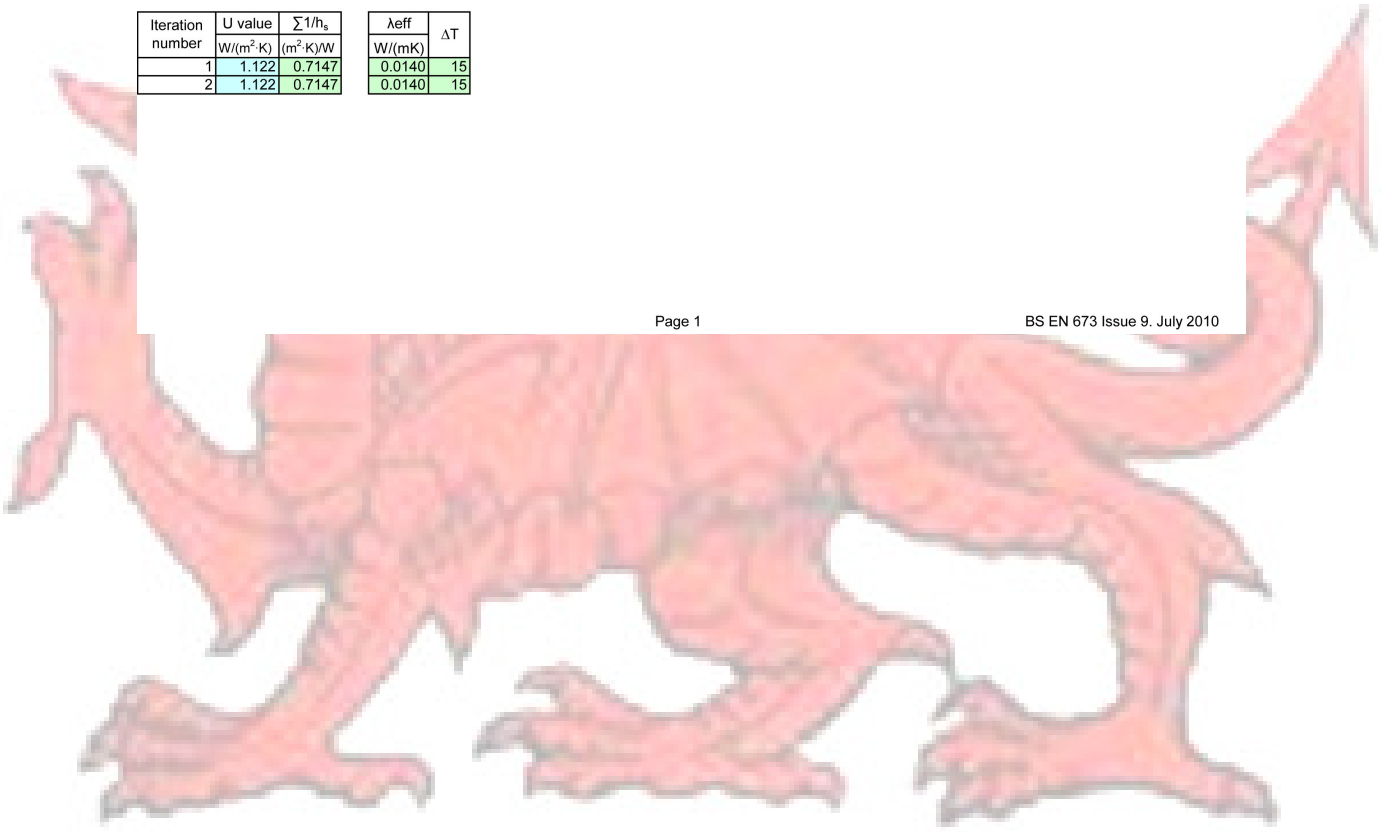 Iteration number U value ∑1/hs λeff ΔT
W/(m²·K) (m²·K)/W W/(mK)
1 1.122 0.7147 0.0140 15
2 1.122 0.7147 0.0140 15
Page 1 BS EN 673 Issue 9. July 2010